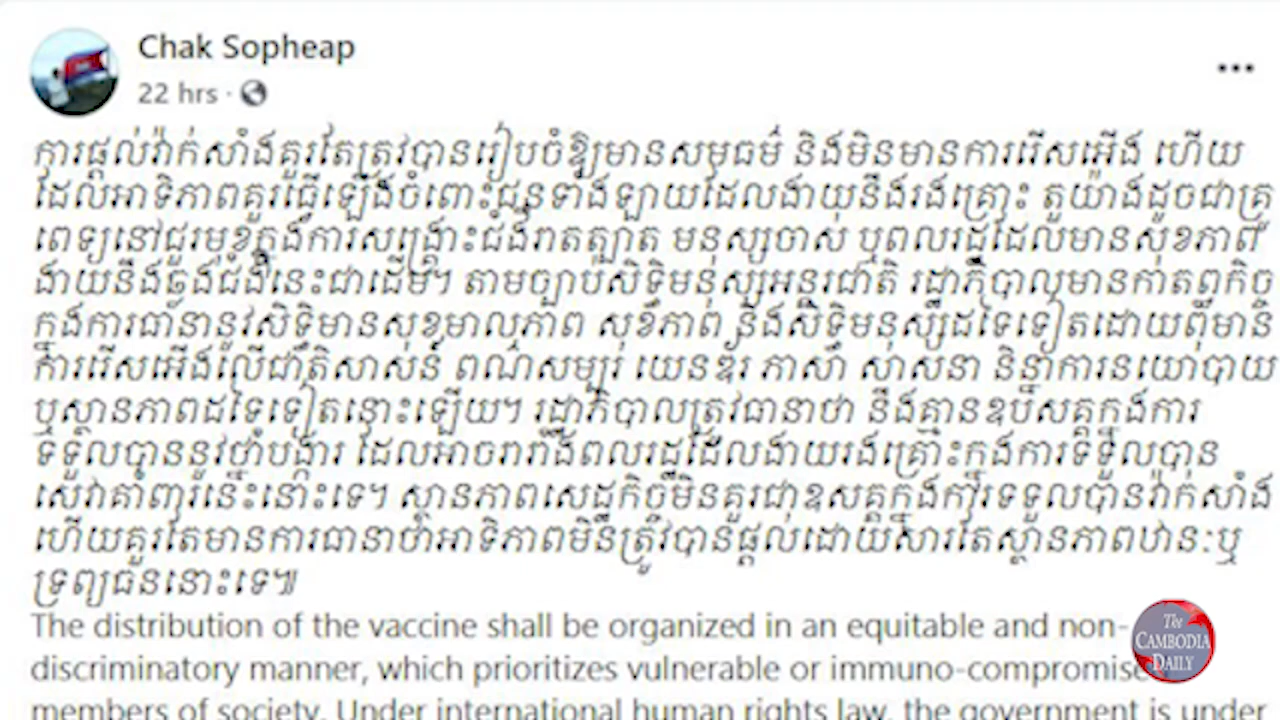 Chak Sopheap
22 hrs ·
ការផ្តល់វ៉ាក់សាំងគួរតែត្រូវបានរៀបចំឱ្យមានសមធម៌ និងមិនមានការរើសអើង ហើយ
ដែលអាទិភាពគួរធ្វើឡើងចំពោះជនទាំងឡាយដែលងាយនឹងរងគ្រោះ តួយ៉ាងដូចជាគ្រូ
ពេទ្យនៅជួរមុខក្នុងការសង្គ្រោះជំងឺរាតត្បាត មនុស្សចាស់ ឬពលរដ្ឋដែលមានសុខភាព
ងាយនឹងឆ្លងជំងឺនេះជាដើម។ តាមច្បាប់សិទ្ធិមនុស្សអន្តរជាតិ រដ្ឋាភិបាលមានកាតព្វកិច្ច
ក្នុងការធានានូវសិទ្ធិមានសុខុមាលភាព សុខភាព និងសិទ្ធិមនុស្សដទៃទៀតដោយពុំមាន
ការរើសអើងលើជាតិសាសន៍ ពណ៌សម្បុរ យេនឌ័រ ភាសា សាសនា និន្នាការនយោបាយ
ឬស្ថានភាពដទៃទៀតនោះឡើយ។ រដ្ឋាភិបាលត្រូវធានាថា នឹងគ្មានឧបសគ្គក្នុងការ
ទទួលបាននូវថ្នាំបង្ការ ដែលអាចរារាំងពលរដ្ឋដែលងាយរងគ្រោះក្នុងការទទួលបាន
សេវាគាំពារនេះនោះទេ។ ស្ថានភាពសេដ្ឋកិច្ចមិនគួរជាឧសគ្គក្នុងការទទួលបានវ៉ាក់សាំង
ហើយគួរតែមានការធានាថាអាទិភាពមិនត្រូវបានផ្តល់ដោយសារតែស្ថានភាពឋានៈឬ
ទ្រព្យធននោះទេ៕
The distribution of the vaccine shall be organized in an equitable and non-
discriminatory manner, which prioritizes vulnerable or immuno-compromise
members of society. Under international human rights law, the government is under
The
CAMBODIA
DAILY